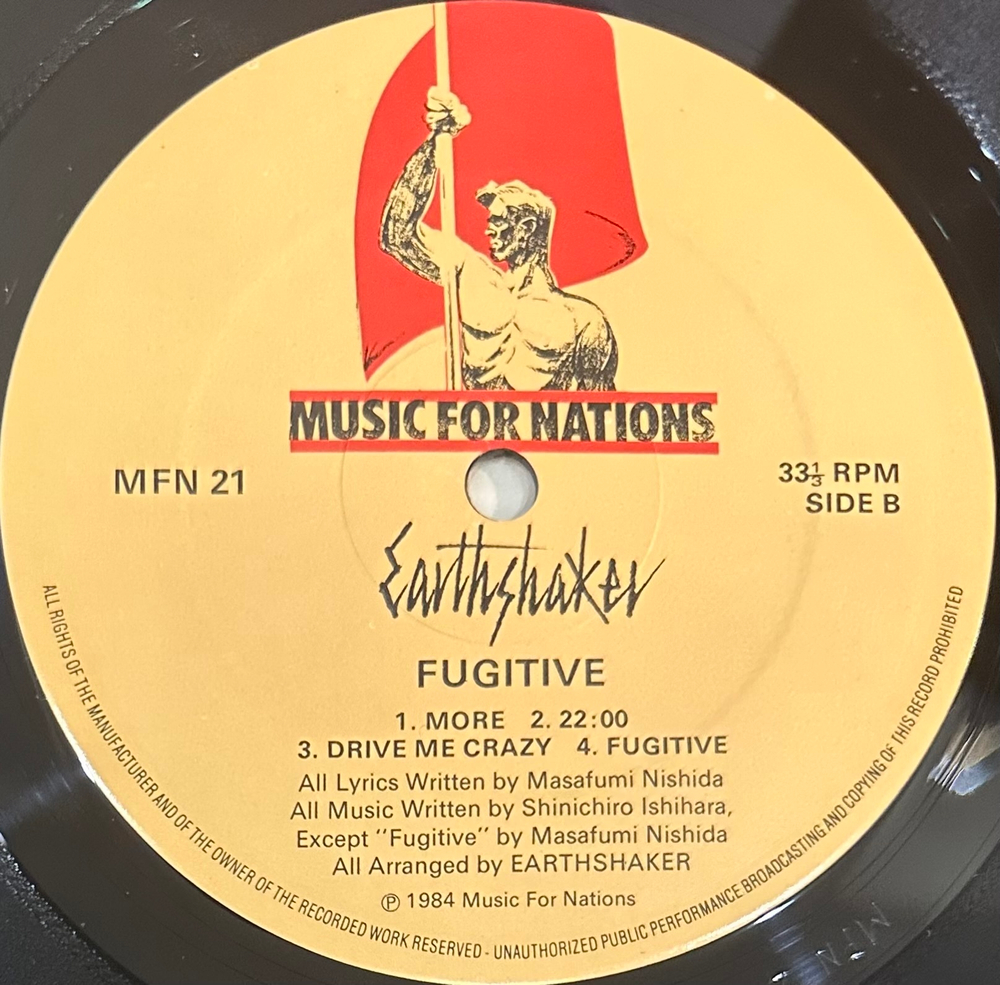 MUSIC FOR NATIONS
MFN 21
33⅓ RPM
SIDE B
Earthshaker
FUGITIVE
1. MORE 2. 22:00
3. DRIVE ME CRAZY 4. FUGITIVE
All Lyrics Written by Masafumi Nishida
All Music Written by Shinichiro Ishihara,
Except "Fugitive" by Masafumi Nishida
All Arranged by EARTHSHAKER
℗ 1984 Music For Nations
ALL RIGHTS OF THE MANUFACTURER AND OF THE OWNER OF THE RECORDED WORK RESERVED - UNAUTHORIZED PUBLIC PERFORMANCE BROADCASTING AND COPYING OF THIS RECORD PROHIBITED